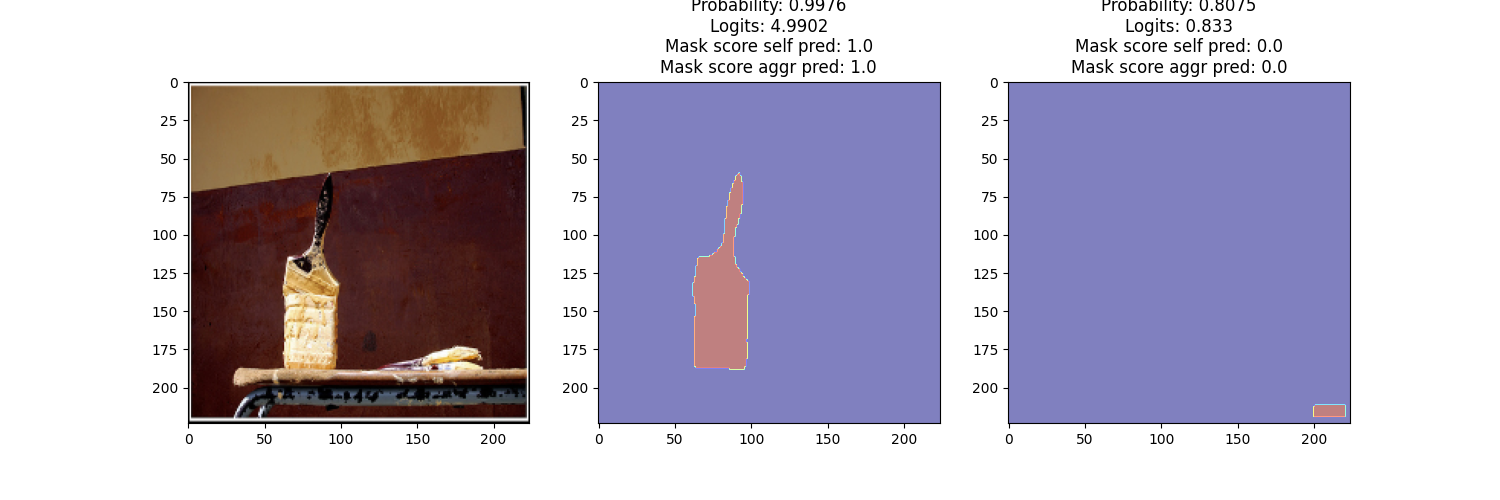 Probability: 0.9976
Logits: 4.9902
Mask score self pred: 1.0
Mask score aggr pred: 1.0
Probability: 0.8075
Logits: 0.833
Mask score self pred: 0.0
Mask score aggr pred: 0.0
0
25
50
75
100
125
150
175
200
0 50 100 150 200
0
25
50
75
100
125
150
175
200
0 50 100 150 200
0
25
50
75
100
125
150
175
200
0 50 100 150 200